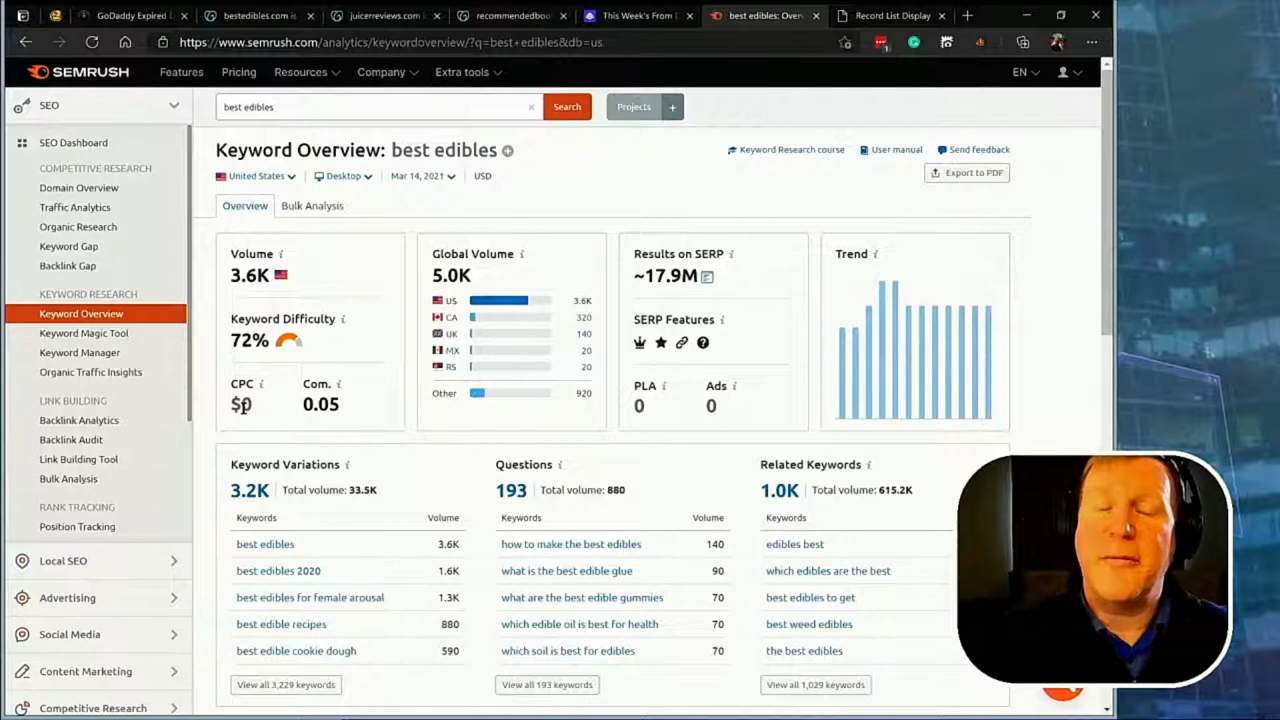 GoDaddy Expired
bestedibles.com is
juicerreviews.com i
recommendedboo
This Week's From
best edibles: Over
Record List Display
https://www.semrush.com/analytics/keywordoverview/?q=best+edibles&db=us
SEMRUSH
Features
Pricing
Resources
Company
Extra tools
EN
SEO
best edibles
Search
Projects
+
SEO Dashboard
COMPETITIVE RESEARCH
Domain Overview
Traffic Analytics
Organic Research
Keyword Gap
Backlink Gap
KEYWORD RESEARCH
Keyword Overview
Keyword Magic Tool
Keyword Manager
Organic Traffic Insights
LINK BUILDING
Backlink Analytics
Backlink Audit
Link Building Tool
Bulk Analysis
RANK TRACKING
Position Tracking
Local SEO
Advertising
Social Media
Content Marketing
Competitive Research
Keyword Overview: best edibles
Keyword Research course
User manual
Send feedback
United States
Desktop
Mar 14, 2021
USD
Export to PDF
Overview
Bulk Analysis
Volume i
3.6K
Keyword Difficulty i
72%
CPC i
Com. i
$0
0.05
Global Volume i
5.0K
US 3.6K
CA 320
UK 140
MX 20
RS 20
Other 920
Results on SERP i
~17.9M
SERP Features i
PLA i
Ads i
0
0
Trend i
Keyword Variations i
3.2K Total volume: 33.5K
Keywords Volume
best edibles 3.6K
best edibles 2020 1.6K
best edibles for female arousal 1.3K
best edible recipes 880
best edible cookie dough 590
View all 3,229 keywords
Questions i
193 Total volume: 880
Keywords Volume
how to make the best edibles 140
what is the best edible glue 90
what are the best edible gummies 70
which edible oil is best for health 70
which soil is best for edibles 70
View all 193 keywords
Related Keywords i
1.0K Total volume: 615.2K
Keywords
edibles best
which edibles are the best
best edibles to get
best weed edibles
the best edibles
View all 1,029 keywords